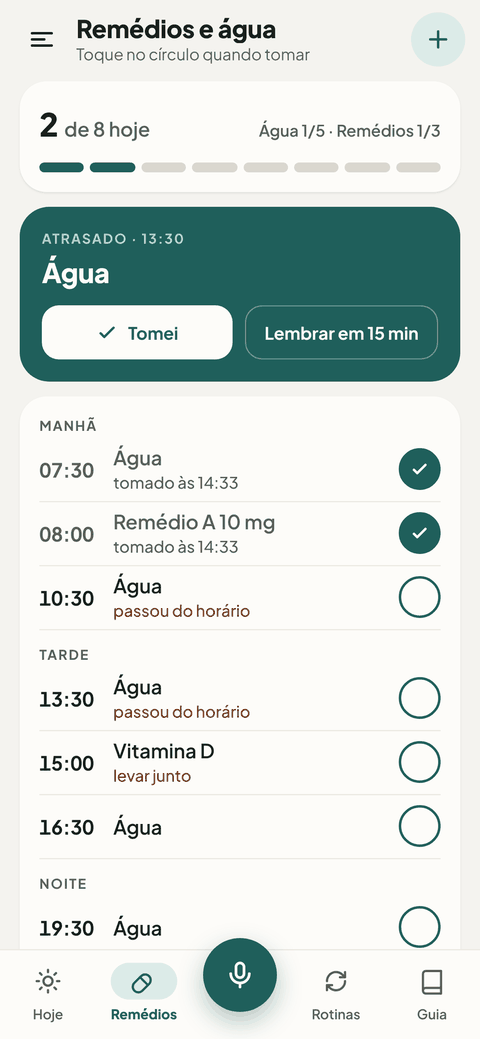 Remédios e água
Toque no círculo quando tomar
2 de 8 hoje
Água 1/5 · Remédios 1/3
ATRASADO · 13:30
Água
Tomei
Lembrar em 15 min
MANHÃ
07:30
Água
tomado às 14:33
08:00
Remédio A 10 mg
tomado às 14:33
10:30
Água
passou do horário
TARDE
13:30
Água
passou do horário
15:00
Vitamina D
levar junto
16:30
Água
NOITE
19:30
Água
Hoje
Remédios
Rotinas
Guia